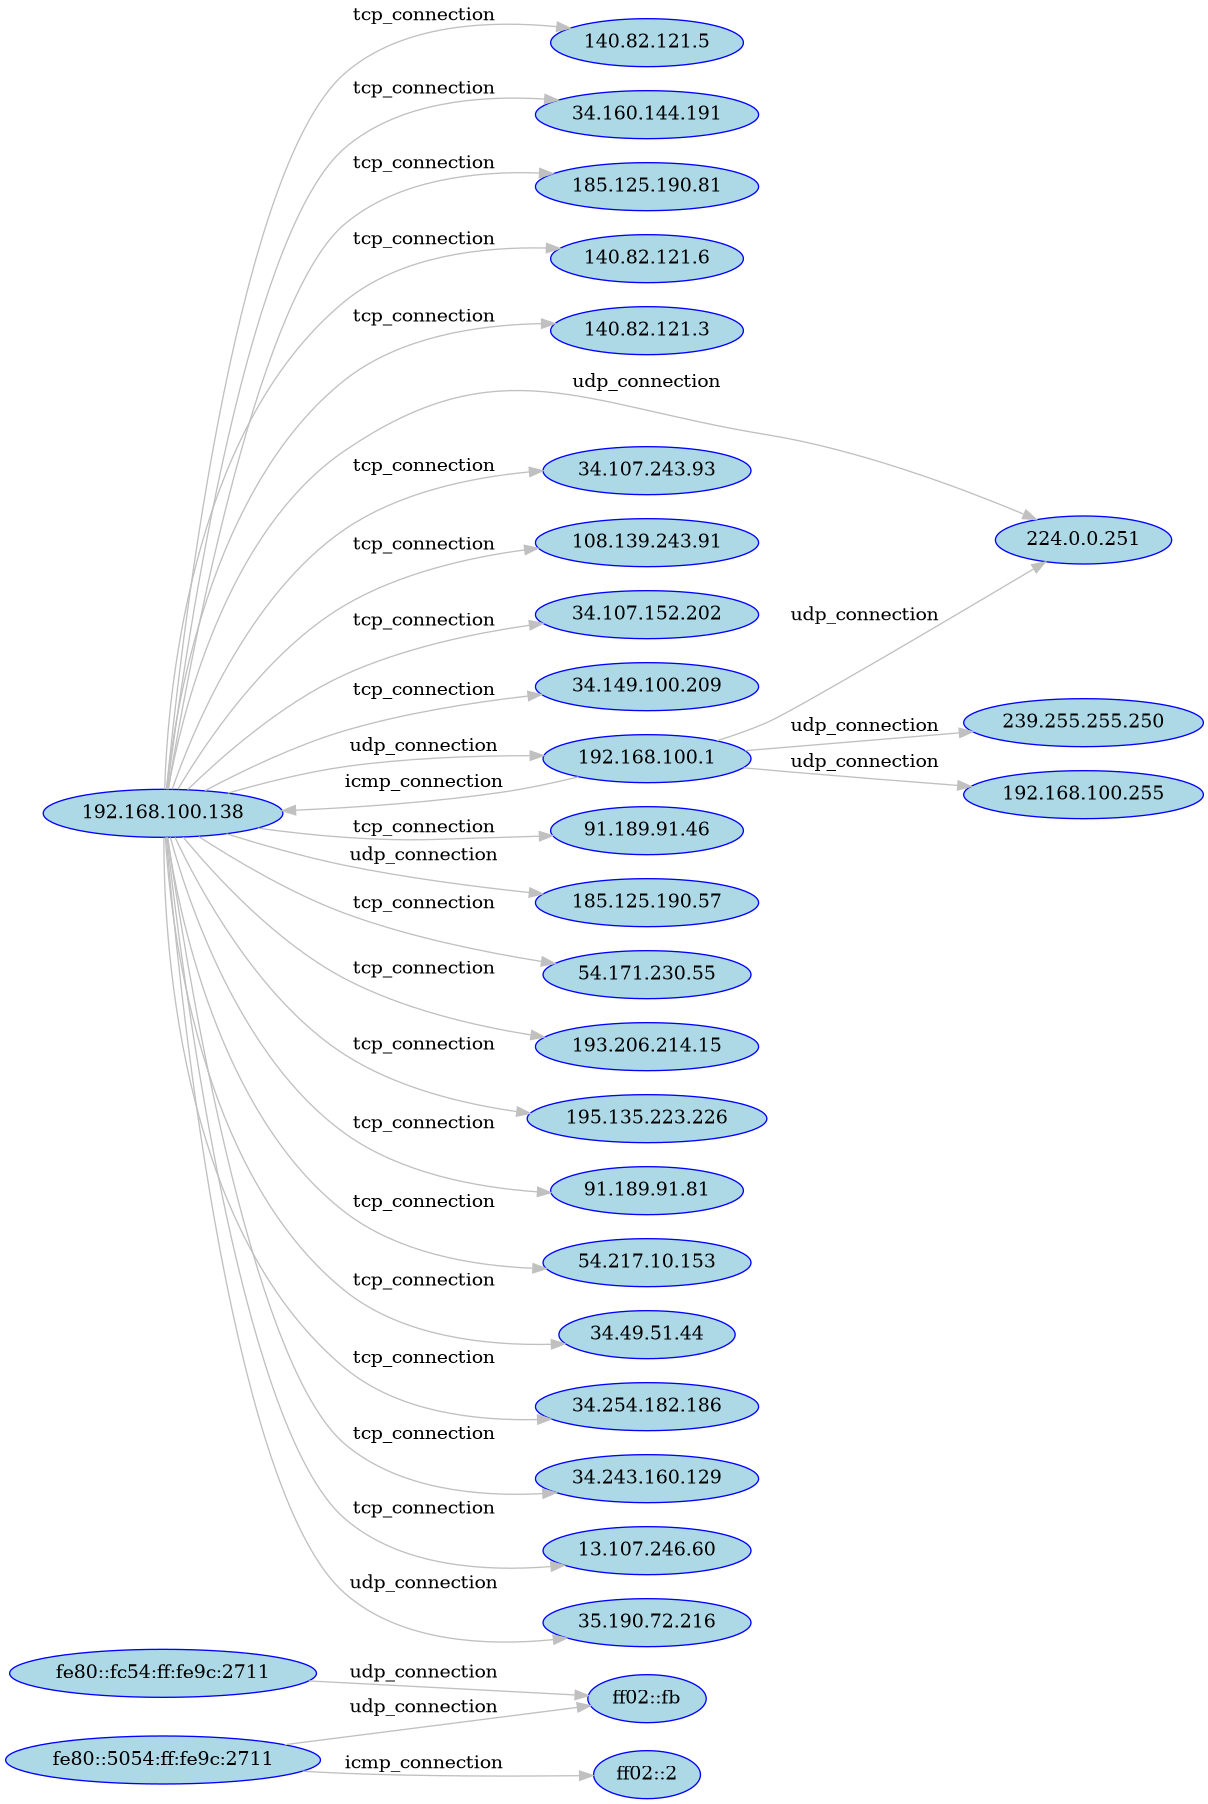 tcp_connection
140.82.121.5
tcp_connection
34.160.144.191
tcp_connection
185.125.190.81
tcp_connection
140.82.121.6
tcp_connection
140.82.121.3
udp_connection
tcp_connection
34.107.243.93
224.0.0.251
tcp_connection
108.139.243.91
tcp_connection
34.107.152.202
udp_connection
tcp_connection
34.149.100.209
udp_connection
239.255.255.250
udp_connection
192.168.100.1
udp_connection
192.168.100.255
icmp_connection
192.168.100.138
tcp_connection
91.189.91.46
udp_connection
185.125.190.57
tcp_connection
54.171.230.55
tcp_connection
193.206.214.15
tcp_connection
195.135.223.226
tcp_connection
91.189.91.81
tcp_connection
54.217.10.153
tcp_connection
34.49.51.44
tcp_connection
34.254.182.186
tcp_connection
34.243.160.129
tcp_connection
13.107.246.60
udp_connection
35.190.72.216
fe80::fc54:ff:fe9c:2711
udp_connection
ff02::fb
udp_connection
fe80::5054:ff:fe9c:2711
icmp_connection
ff02::2